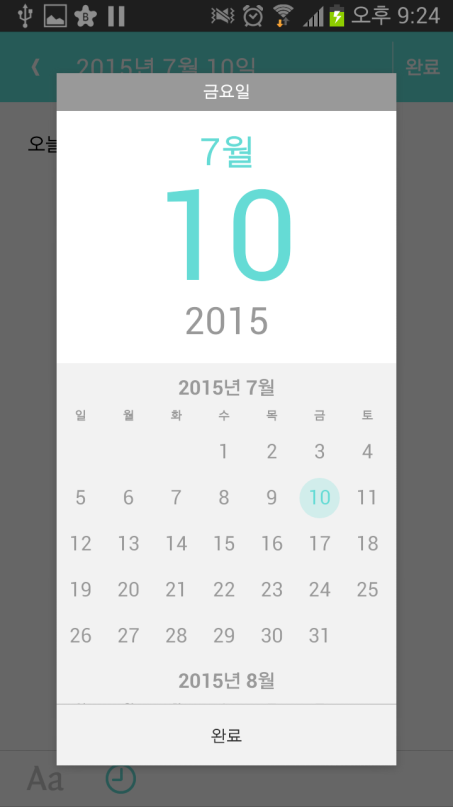 오후 9:24
2015년 7월 10일
완료
금요일
오늘
7월
10
2015
2015년 7월
일 월 화 수 목 금 토
1 2 3 4
5 6 7 8 9 10 11
12 13 14 15 16 17 18
19 20 21 22 23 24 25
26 27 28 29 30 31
2015년 8월
완료
Aa